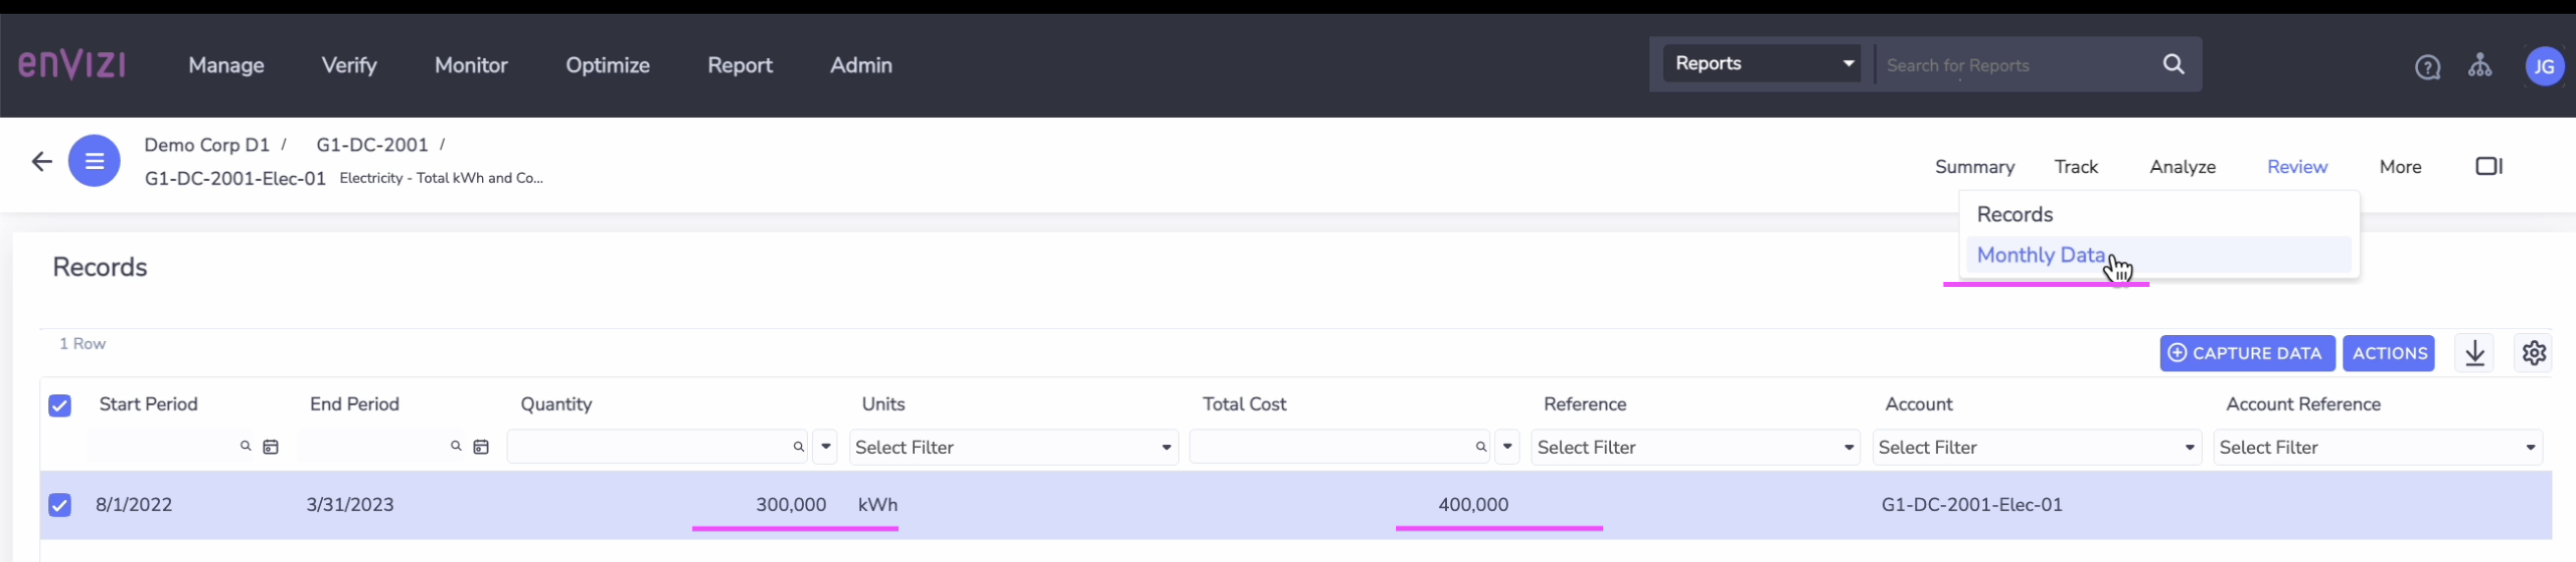 enVIZI Manage Verify Monitor Optimize Report Admin Reports Search for Reports JG
Demo Corp D1 / G1-DC-2001 /
G1-DC-2001-Elec-01 Electricity - Total kWh and Co...
Summary Track Analyze Review More
Records
Monthly Data
Records
1 Row
CAPTURE DATA ACTIONS
Start Period End Period Quantity Units Total Cost Reference Account Account Reference
Select Filter Select Filter Select Filter Select Filter
8/1/2022 3/31/2023 300,000 kWh 400,000 G1-DC-2001-Elec-01